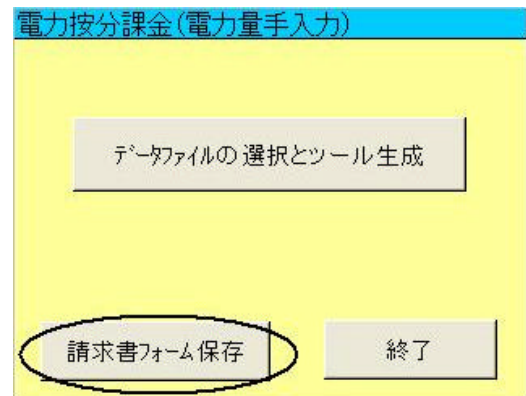 電力按分課金(電力量手入力)
データファイルの選択とツール生成
請求書フォーム保存
終了